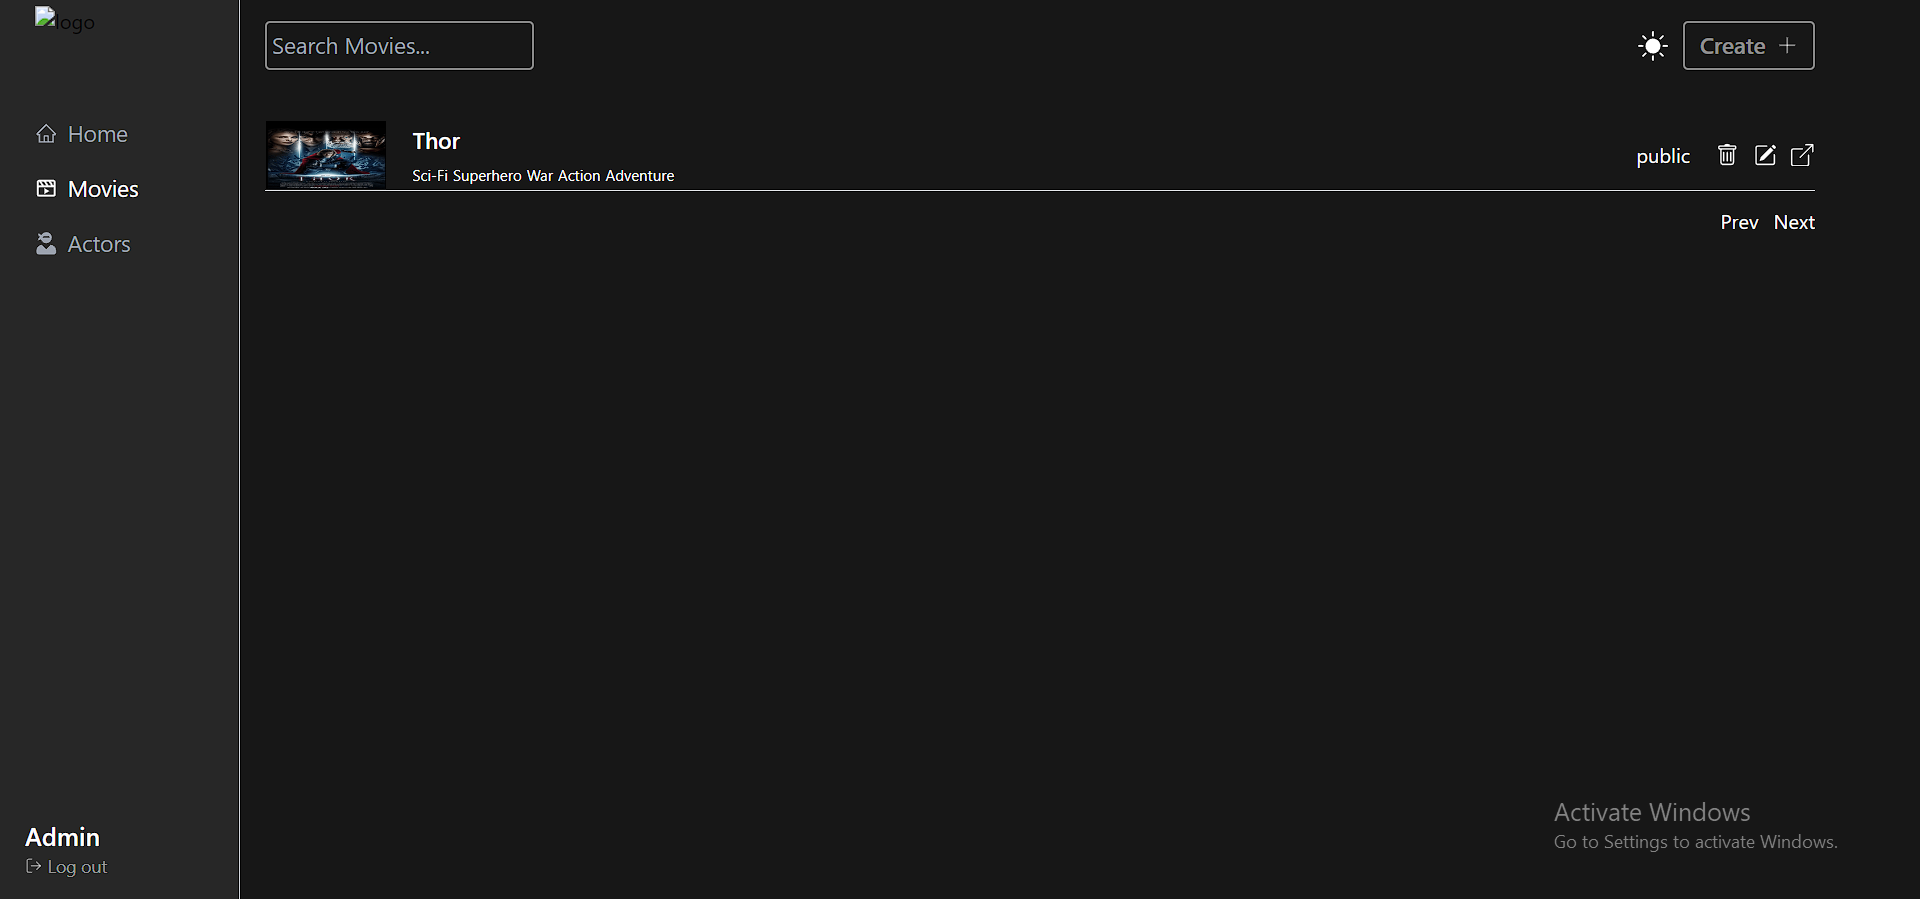 logo
Search Movies...
Create +
Home
Movies
Actors
THOR
Thor
Sci-Fi Superhero War Action Adventure
public
Prev Next
Admin
Log out
Activate Windows
Go to Settings to activate Windows.